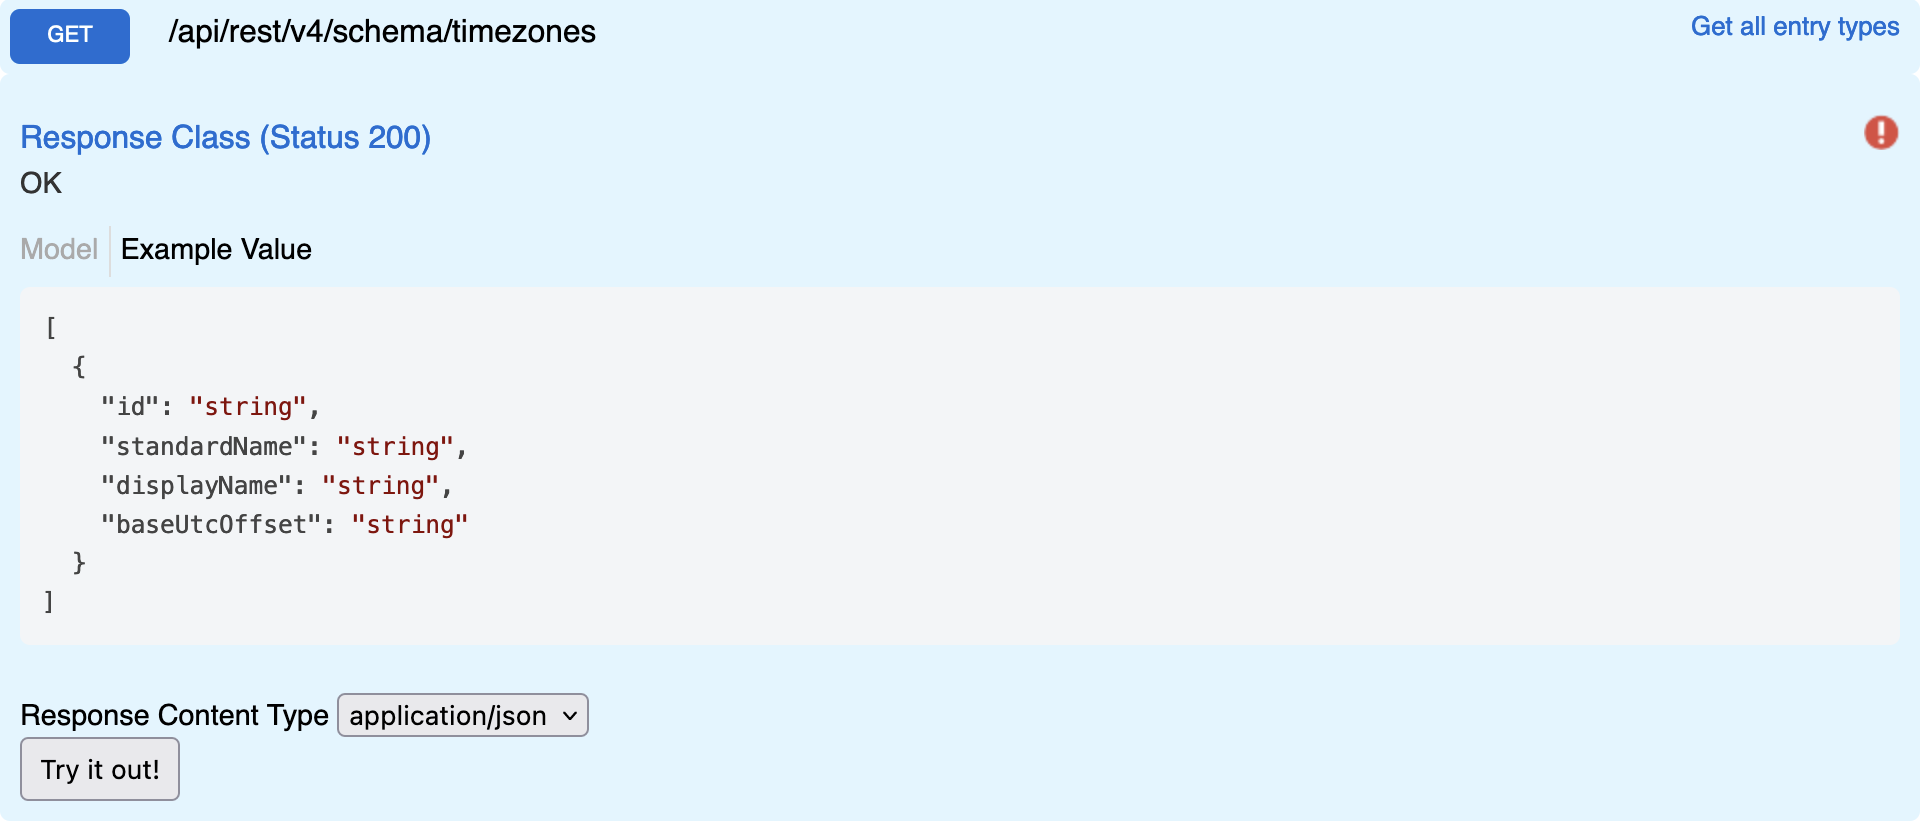 GET /api/rest/v4/schema/timezones Get all entry types
Response Class (Status 200)
OK
Model Example Value
[
  {
    "id": "string",
    "standardName": "string",
    "displayName": "string",
    "baseUtcOffset": "string"
  }
]
Response Content Type application/json
Try it out!